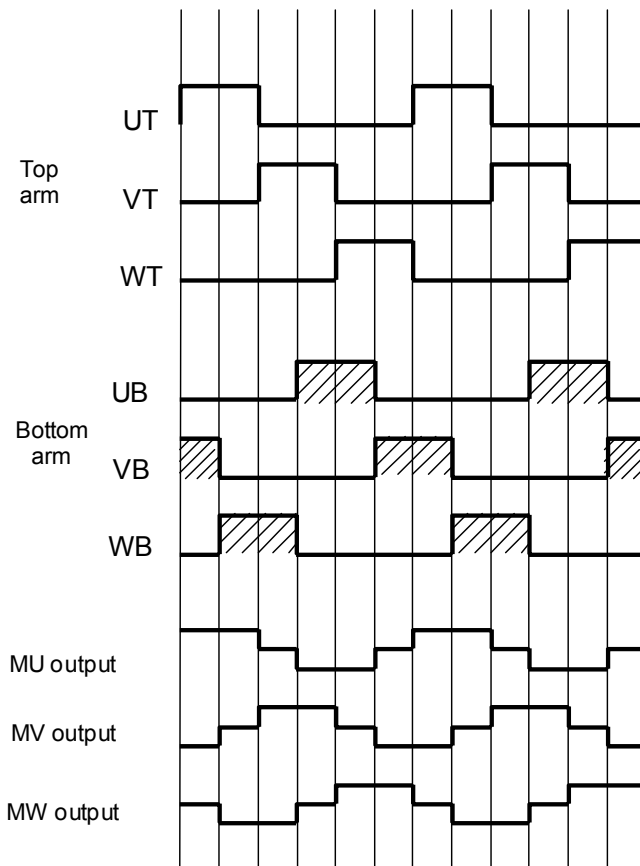 UT
Top
arm
VT
WT
UB
Bottom
arm
VB
WB
MU output
MV output
MW output